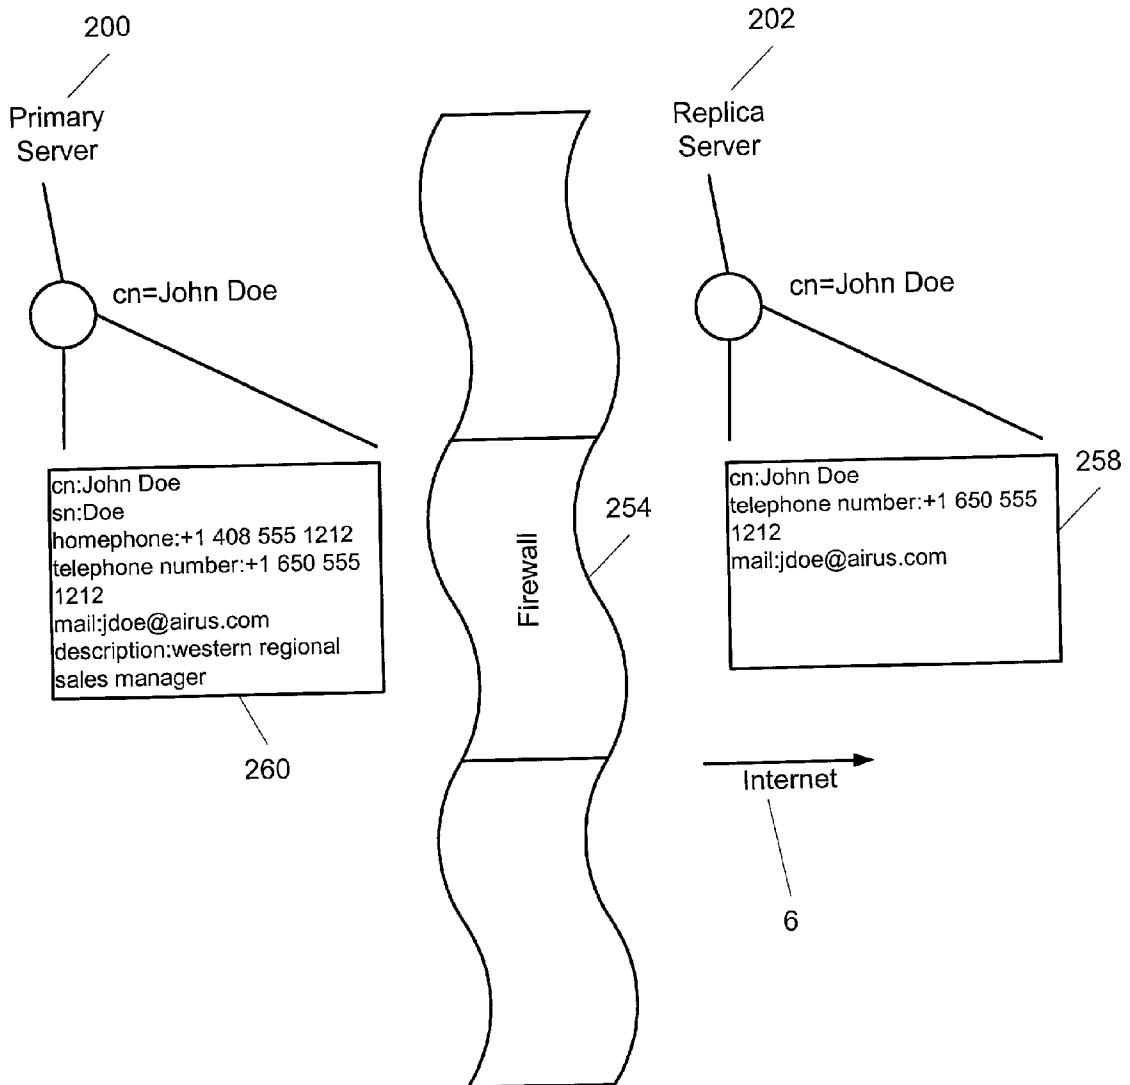 200
Primary
Server
cn=John Doe
cn:John Doe
sn:Doe
homephone:+1 408 555 1212
telephone number:+1 650 555
1212
mail:jdoe@airus.com
description:western regional
sales manager
260
Firewall
254
202
Replica
Server
cn=John Doe
cn:John Doe
telephone number:+1 650 555
1212
mail:jdoe@airus.com
258
Internet
6